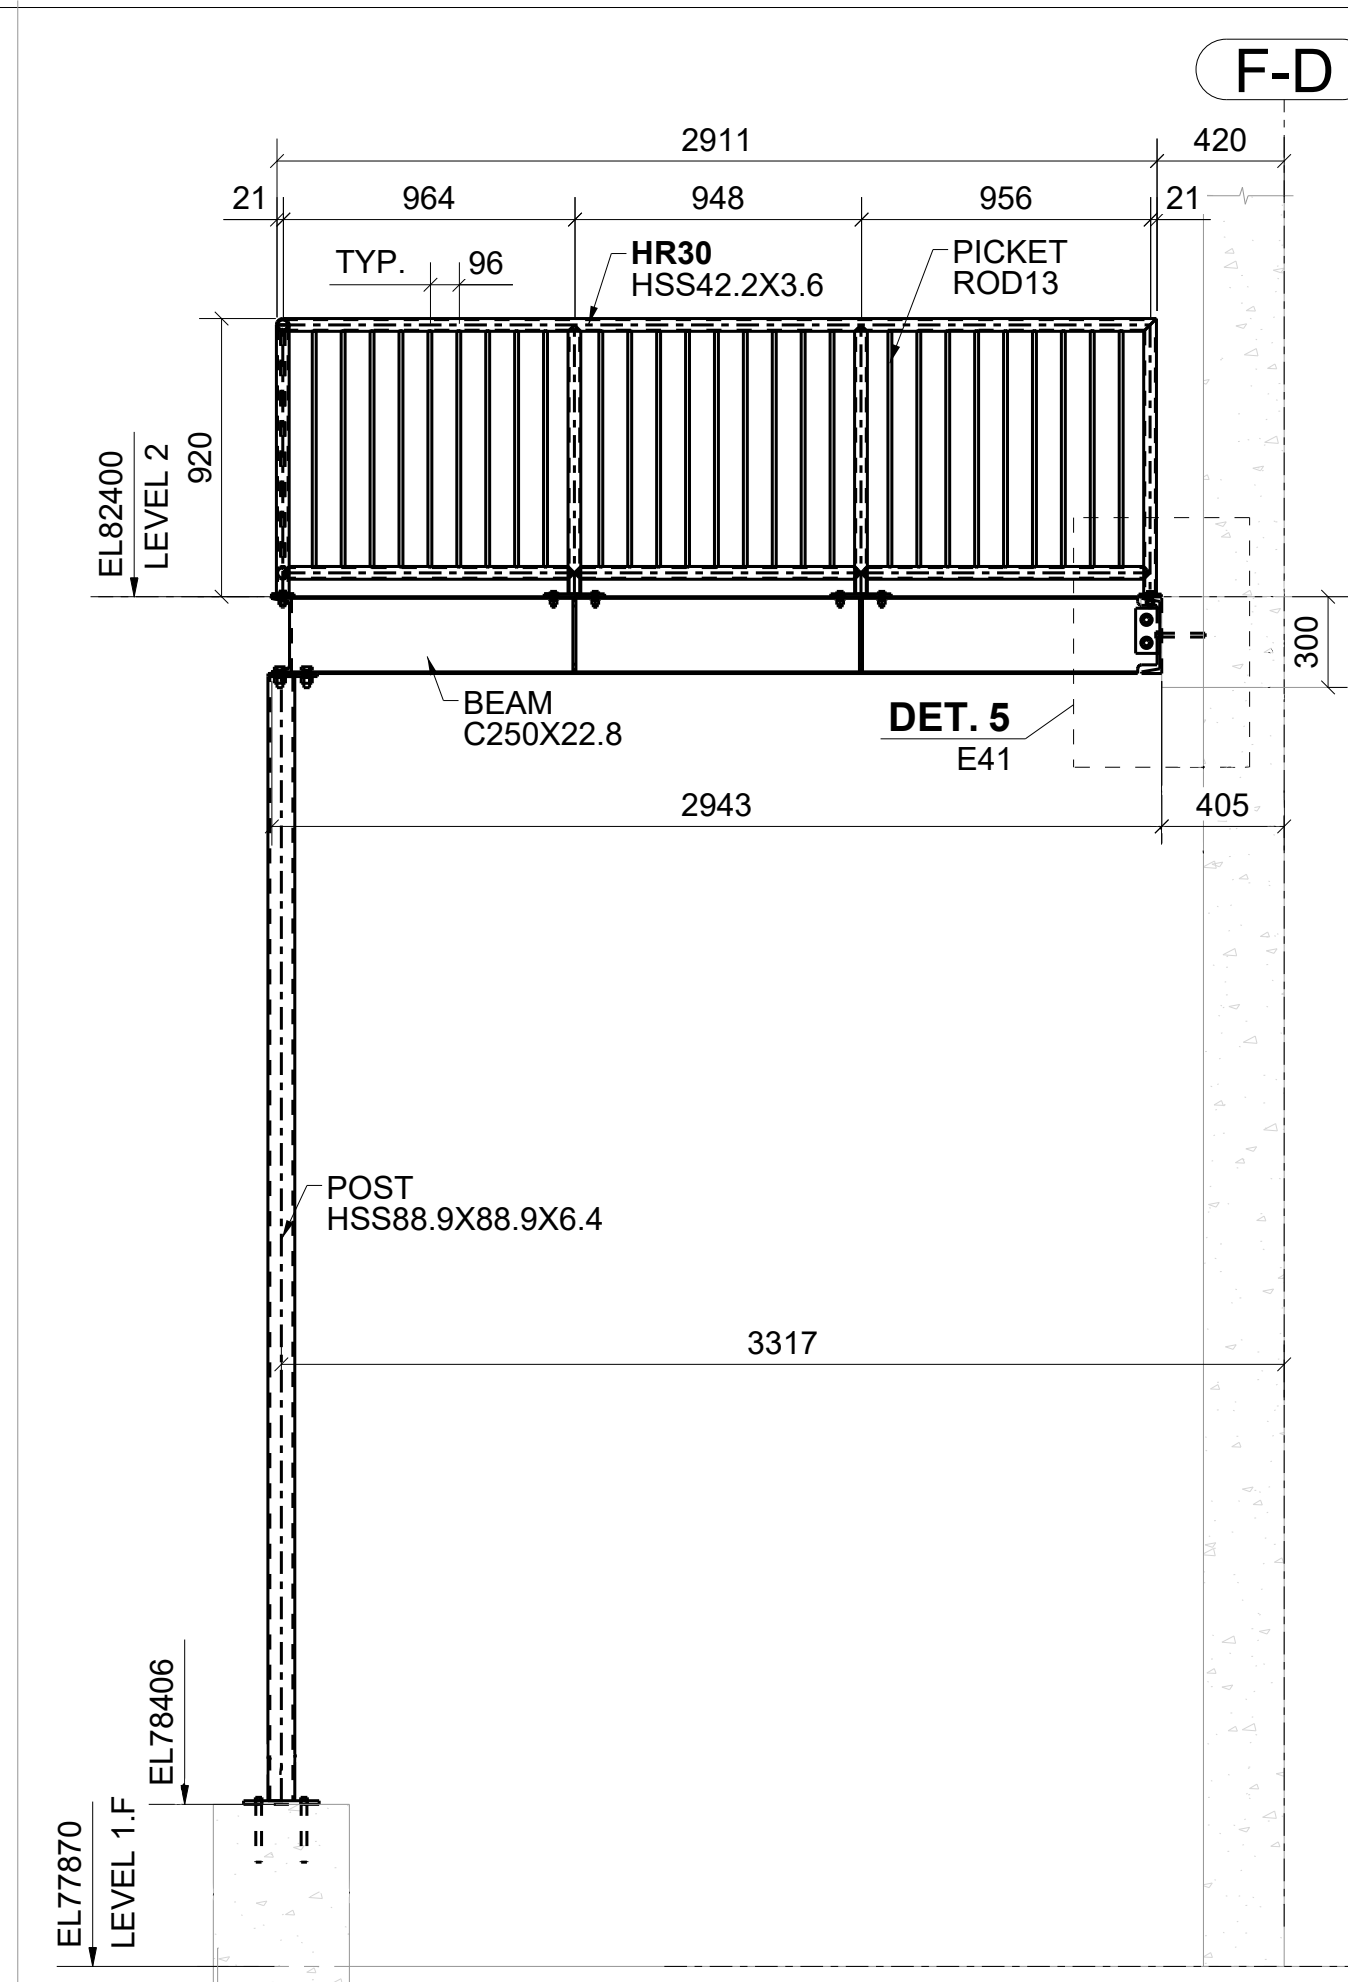 F-D
2911
420
21
964
948
956
21
TYP.
96
HR30
HSS42.2X3.6
PICKET
ROD13
920
EL82400
LEVEL 2
300
BEAM
C250X22.8
DET. 5
E41
2943
405
POST
HSS88.9X88.9X6.4
3317
EL78406
EL77870
LEVEL 1.F